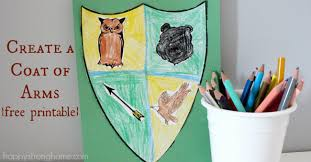 Create a
Coat of
Arms
{free printable}
happystronghome.com